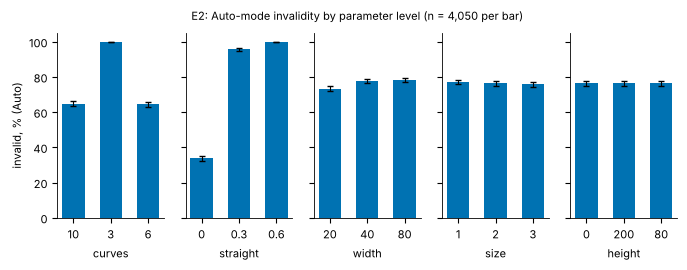 E2: Auto-mode invalidity by parameter level (n = 4,050 per bar)
invalid, % (Auto)
100
80
60
40
20
0
10 3 6
0 0.3 0.6
20 40 80
1 2 3
0 200 80
curves
straight
width
size
height